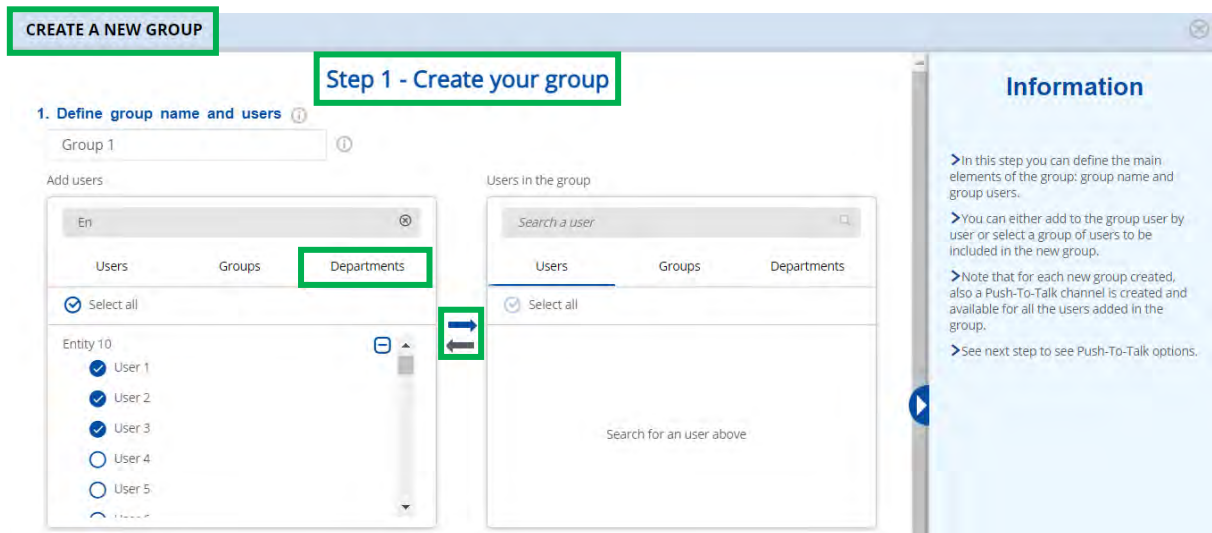 CREATE A NEW GROUP
Step 1 - Create your group
1. Define group name and users
Group 1
Add users
En
Users Groups Departments
Select all
Entity 10
User 1
User 2
User 3
User 4
User 5
Users in the group
Search a user
Users Groups Departments
Select all
Search for an user above
Information
>In this step you can define the main
elements of the group: group name and
group users.
>You can either add to the group user by
user or select a group of users to be
included in the new group.
>Note that for each new group created,
also a Push-To-Talk channel is created and
available for all the users added in the
group.
>See next step to see Push-To-Talk options.